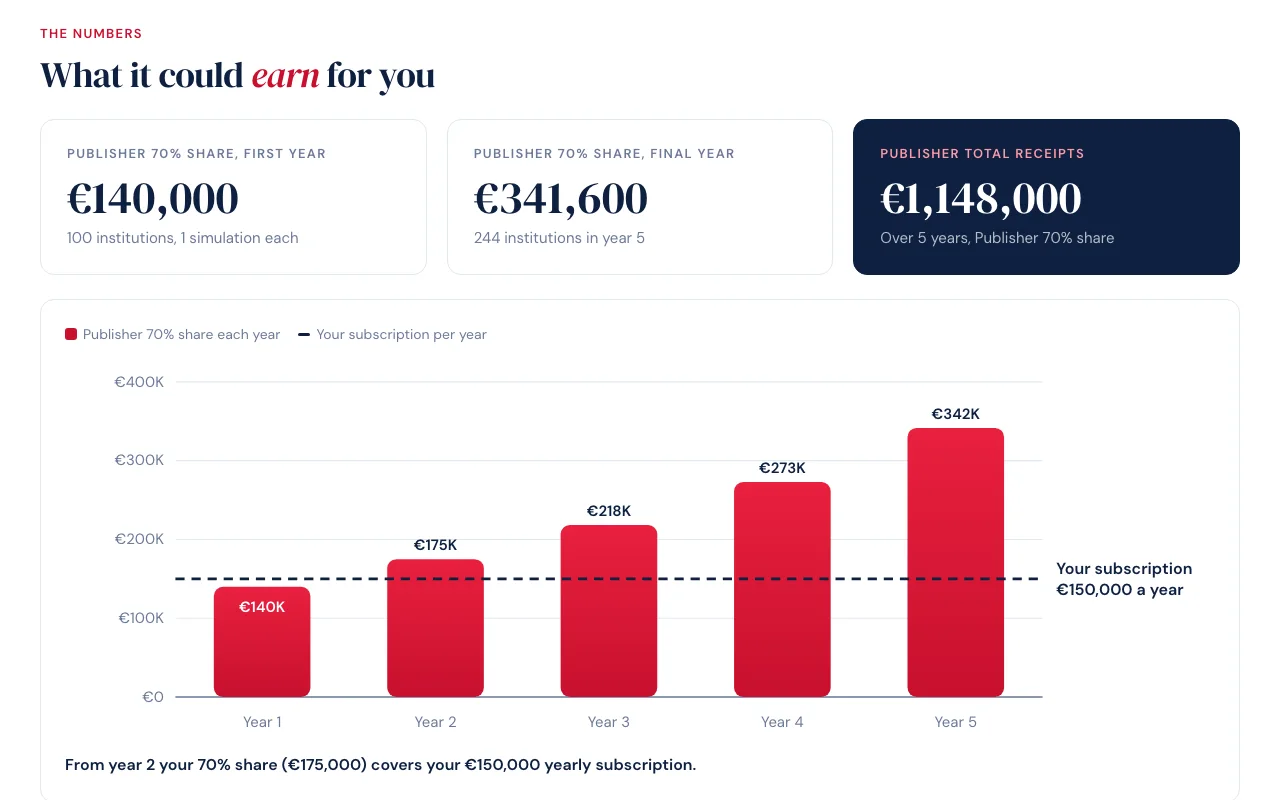 THE NUMBERS
What it could earn for you
PUBLISHER 70% SHARE, FIRST YEAR
€140,000
100 institutions, 1 simulation each
PUBLISHER 70% SHARE, FINAL YEAR
€341,600
244 institutions in year 5
PUBLISHER TOTAL RECEIPTS
€1,148,000
Over 5 years, Publisher 70% share
Publisher 70% share each year
Your subscription per year
€400K
€300K
€200K
€100K
€0
€140K
€175K
€218K
€273K
€342K
Your subscription
€150,000 a year
Year 1
Year 2
Year 3
Year 4
Year 5
From year 2 your 70% share (€175,000) covers your €150,000 yearly subscription.